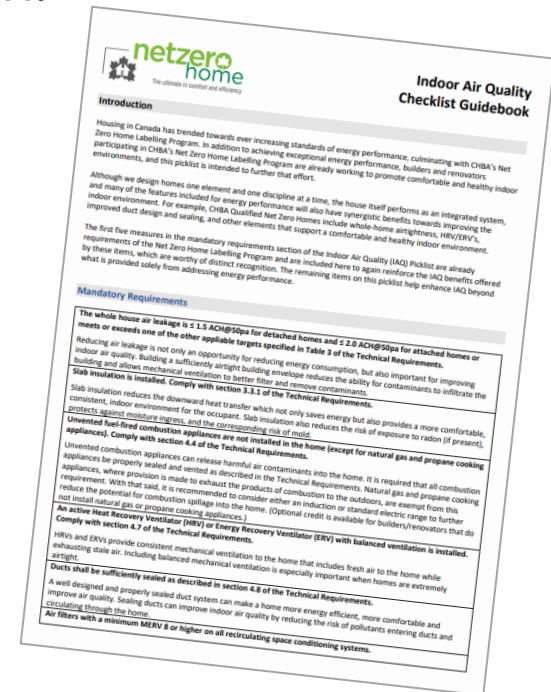 netzero
home
The ultimate in comfort and efficiency
Indoor Air Quality
Checklist Guidebook
Introduction
Housing in Canada has trended towards ever increasing standards of energy performance, culminating with CHBA's Net
Zero Home Labelling Program. In addition to achieving exceptional energy performance, builders and renovators
participating in CHBA's Net Zero Home Labelling Program are already working to promote comfortable and healthy indoor
environments, and this picklist is intended to further that effort.
Although we design homes one element and one discipline at a time, the house itself performs as an integrated system,
and many of the features included for energy performance will also have synergistic benefits towards improving the
indoor environment. For example, CHBA Qualified Net Zero Homes include whole-home airtightness, HRV/ERV's,
improved duct design and sealing, and other elements that support a comfortable and healthy indoor environment.
The first five measures in the mandatory requirements section of the Indoor Air Quality (IAQ) Picklist are already
requirements of the Net Zero Home Labelling Program and are included here to again reinforce the IAQ benefits offered
by these items, which are worthy of distinct recognition. The remaining items on this picklist help enhance IAQ beyond
what is provided solely from addressing energy performance.
Mandatory Requirements
The whole house air leakage is ≤ 1.5 ACH@50pa for detached homes and ≤ 2.0 ACH@50pa for attached homes or
meets or exceeds one of the other appliable targets specified in Table 3 of the Technical Requirements.
Reducing air leakage is not only an opportunity for reducing energy consumption, but also important for improving
indoor air quality. Building a sufficiently airtight building envelope reduces the ability for contaminants to infiltrate the
building and allows mechanical ventilation to better filter and remove contaminants.
Slab insulation is installed. Comply with section 3.3.1 of the Technical Requirements.
Slab insulation reduces the downward heat transfer which not only saves energy but also provides a more comfortable,
consistent, indoor environment for the occupant. Slab insulation also reduces the risk of exposure to radon (if present),
protects against moisture ingress, and the corresponding risk of mold.
Unvented fuel-fired combustion appliances are not installed in the home (except for natural gas and propane cooking
appliances). Comply with section 4.4 of the Technical Requirements.
Unvented combustion appliances can release harmful air contaminants into the home. It is required that all combustion
appliances be properly sealed and vented as described in the Technical Requirements. Natural gas and propane cooking
appliances, where provision is made to exhaust the products of combustion to the outdoors, are exempt from this
requirement. With that said, it is recommended to consider either an induction or standard electric range to further
reduce the potential for combustion spillage into the home. (Optional credit is available for builders/renovators that do
not install natural gas or propane cooking appliances.)
An active Heat Recovery Ventilator (HRV) or Energy Recovery Ventilator (ERV) with balanced ventilation is installed.
Comply with section 4.7 of the Technical Requirements.
HRVs and ERVs provide consistent mechanical ventilation to the home that includes fresh air to the home while
exhausting stale air. Including balanced mechanical ventilation is especially important when homes are extremely
airtight.
Ducts shall be sufficiently sealed as described in section 4.8 of the Technical Requirements.
A well designed and properly sealed duct system can make a home more energy efficient, more comfortable and
improve air quality. Sealing ducts can improve indoor air quality by reducing the risk of pollutants entering ducts and
circulating through the home.
Air filters with a minimum MERV 8 or higher on all recirculating space conditioning systems.